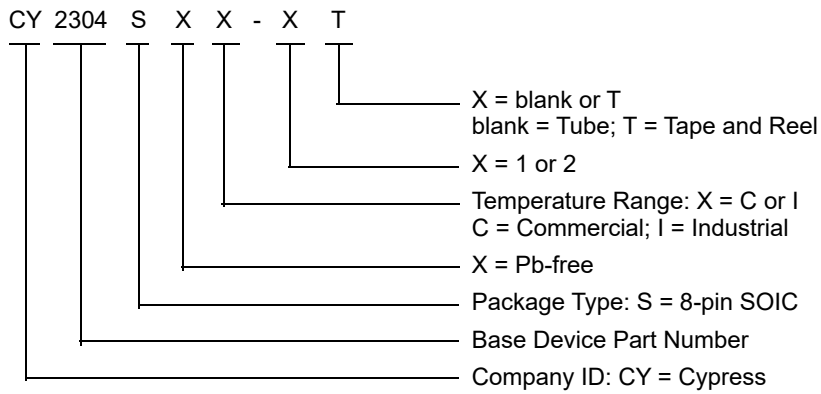 CY 2304 S X X - X T
X = blank or T
blank = Tube; T = Tape and Reel
X = 1 or 2
Temperature Range: X = C or I
C = Commercial; I = Industrial
X = Pb-free
Package Type: S = 8-pin SOIC
Base Device Part Number
Company ID: CY = Cypress